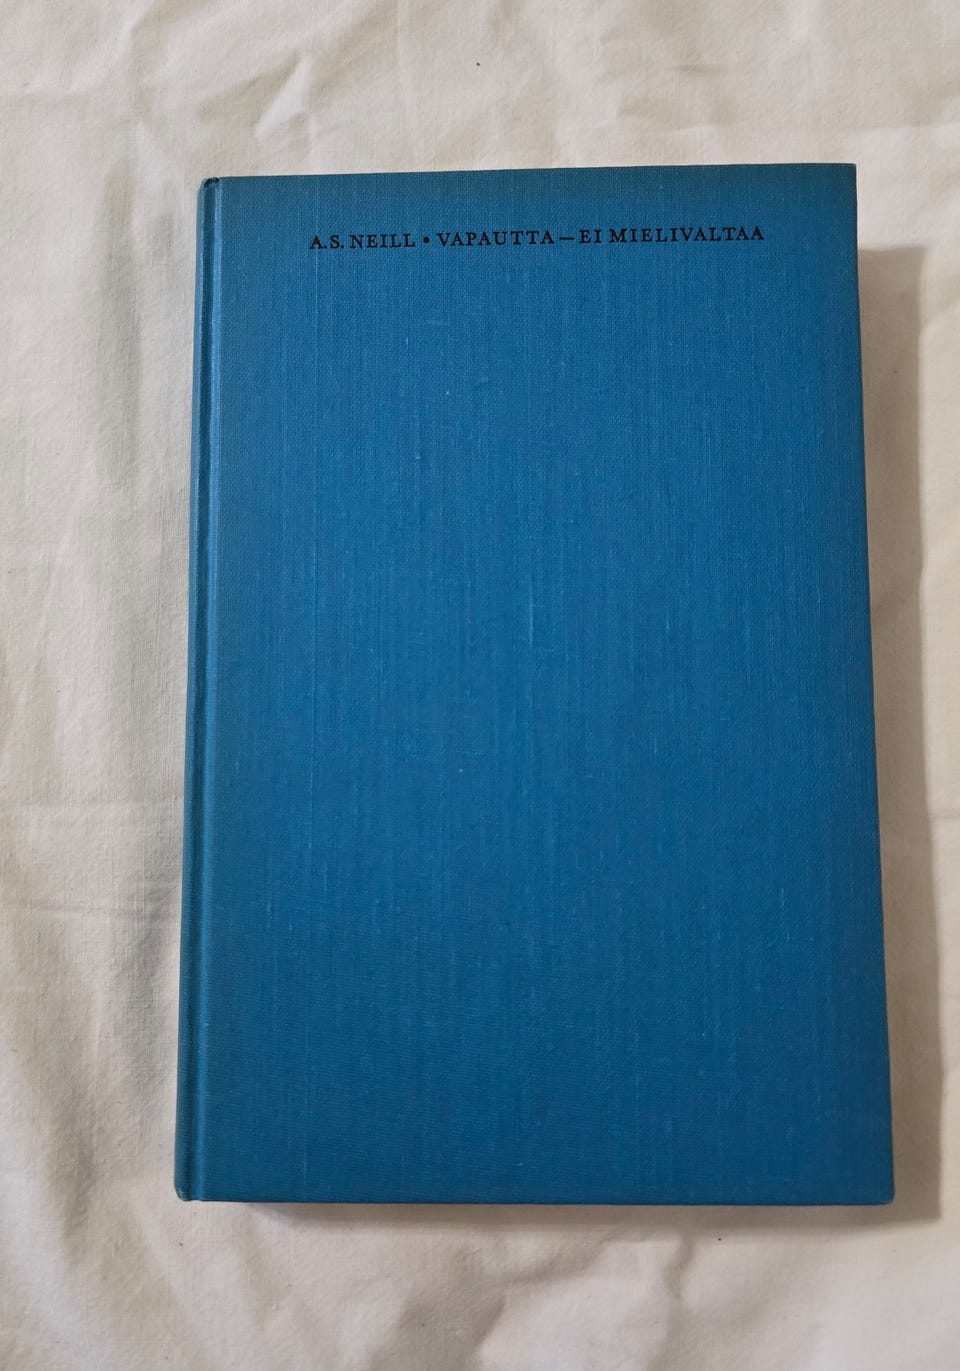 A.S. NEILL • VAPAUTTA — EI MIELIVALTAA